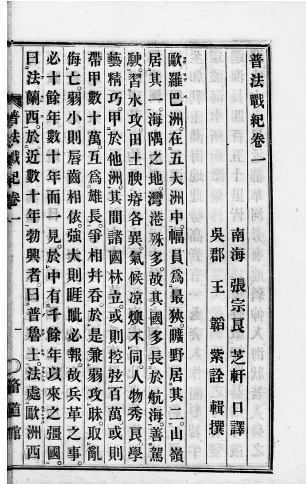 普法戰紀卷一
南海 張宗良 芝軒 口譯
吳郡 王 韜 紫詮 輯撰
歐羅巴洲在五大洲中幅員爲最狹曠野居其二山嶺
居其一海隅之地灣港殊多故其國多長於航海善駕
駛習水攻田土腴瘠各異氣候凉燠不同人物秀良學
藝精巧甲於他洲其間諸國林立或則控弦百萬或則
帶甲數十萬互爲雄長爭相幷吞於是兼弱攻昧取亂
侮亡弱小則唇齒相依強大則睚眦必報故兵革之事
必十餘年數十年而一見於中有千餘年以來之彊國
曰法蘭西於近數十年勃興者曰普魯士法處歐洲西
普法戰紀卷一
一